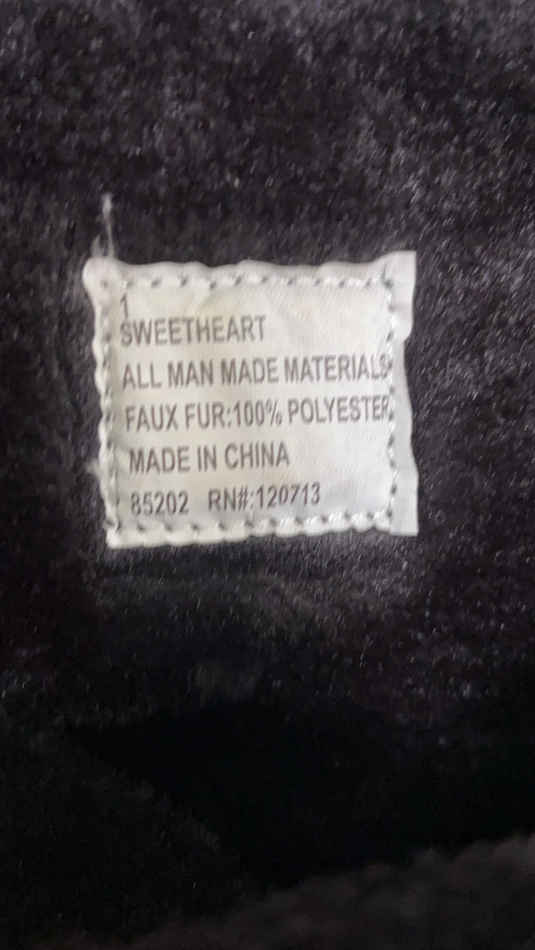 1
SWEETHEART
ALL MAN MADE MATERIALS
FAUX FUR:100% POLYESTER
MADE IN CHINA
85202 RN#:120713